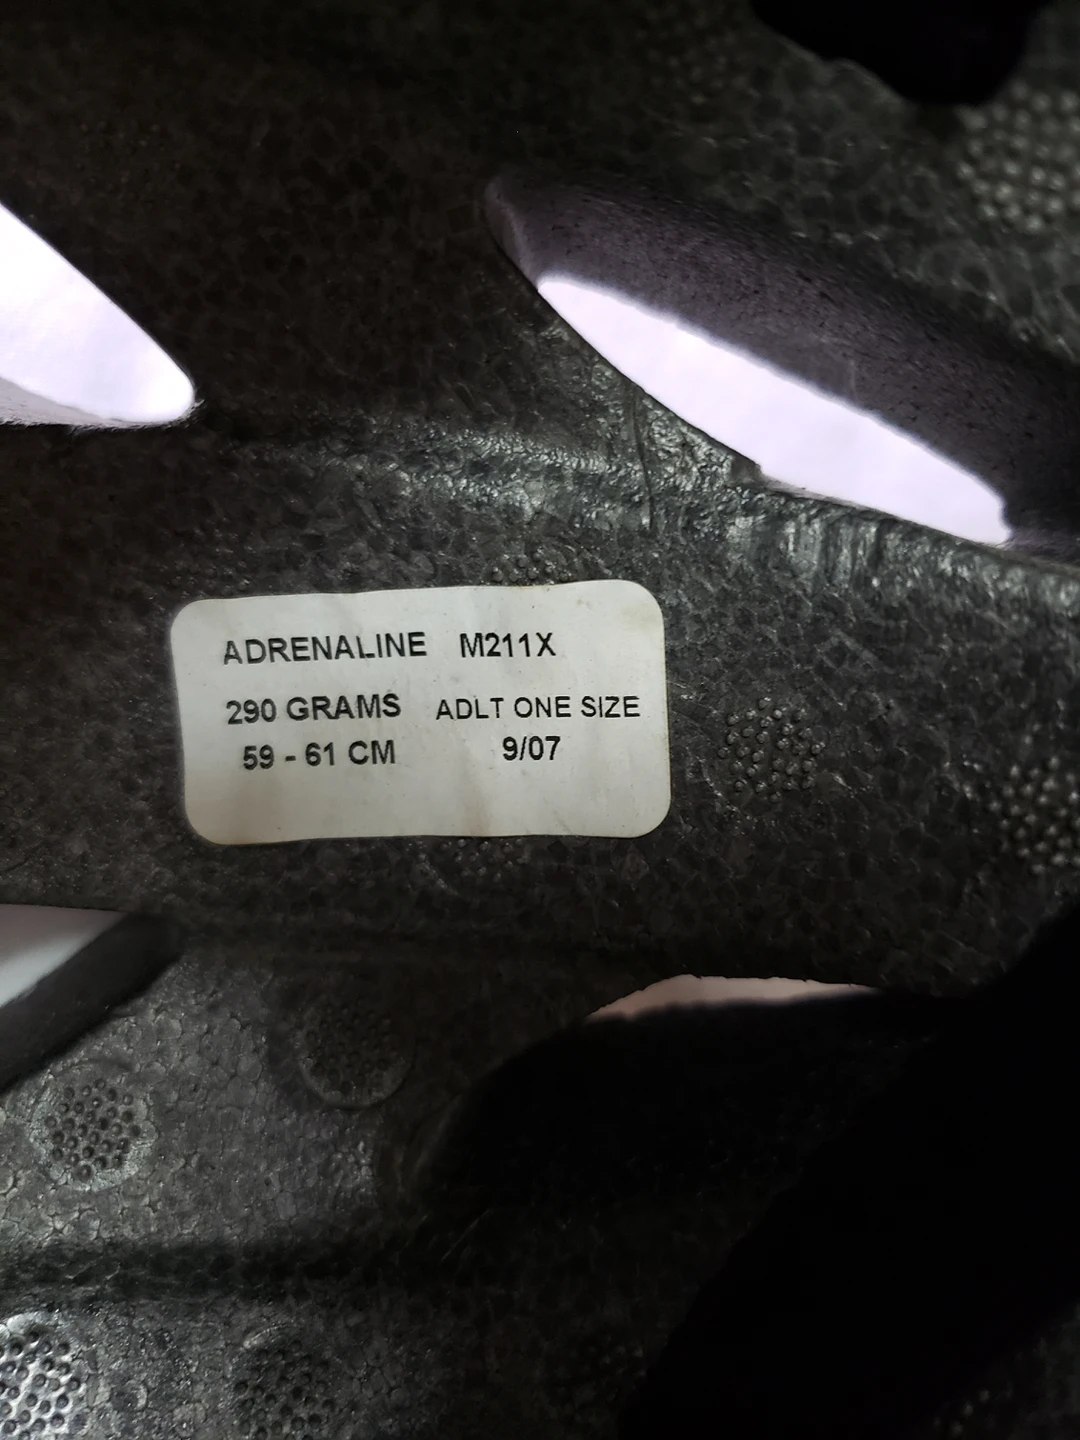 ADRENALINE M211X
290 GRAMS ADLT ONE SIZE
59 - 61 CM 9/07